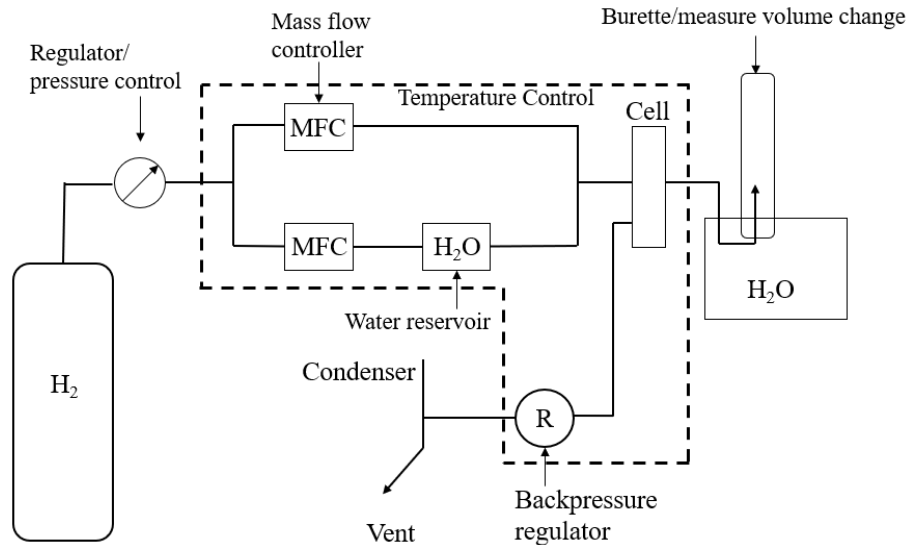 Burette/measure volume change
Mass flow
controller
Regulator/
pressure control
Temperature Control
Cell
MFC
MFC
H₂O
H₂O
Water reservoir
H₂
Condenser
R
Vent
Backpressure
regulator